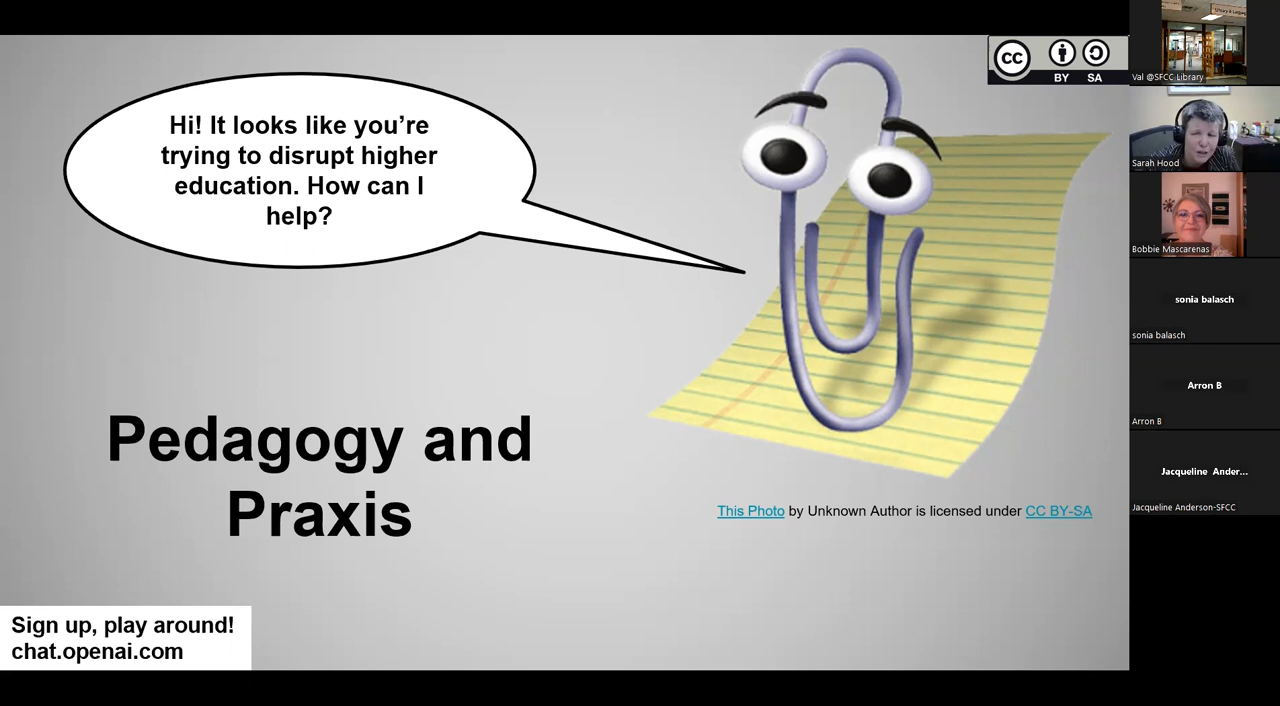 Hi! It looks like you’re
trying to disrupt higher
education. How can I
help?
cc
BY SA
Pedagogy and
Praxis
This Photo by Unknown Author is licensed under CC BY-SA
Sign up, play around!
chat.openai.com
Val @SFCC Library
Sarah Hood
Bobbie Mascarenas
sonia balasch
sonia balasch
Arron B
Arron B
Jacqueline Ander...
Jacqueline Anderson-SFCC